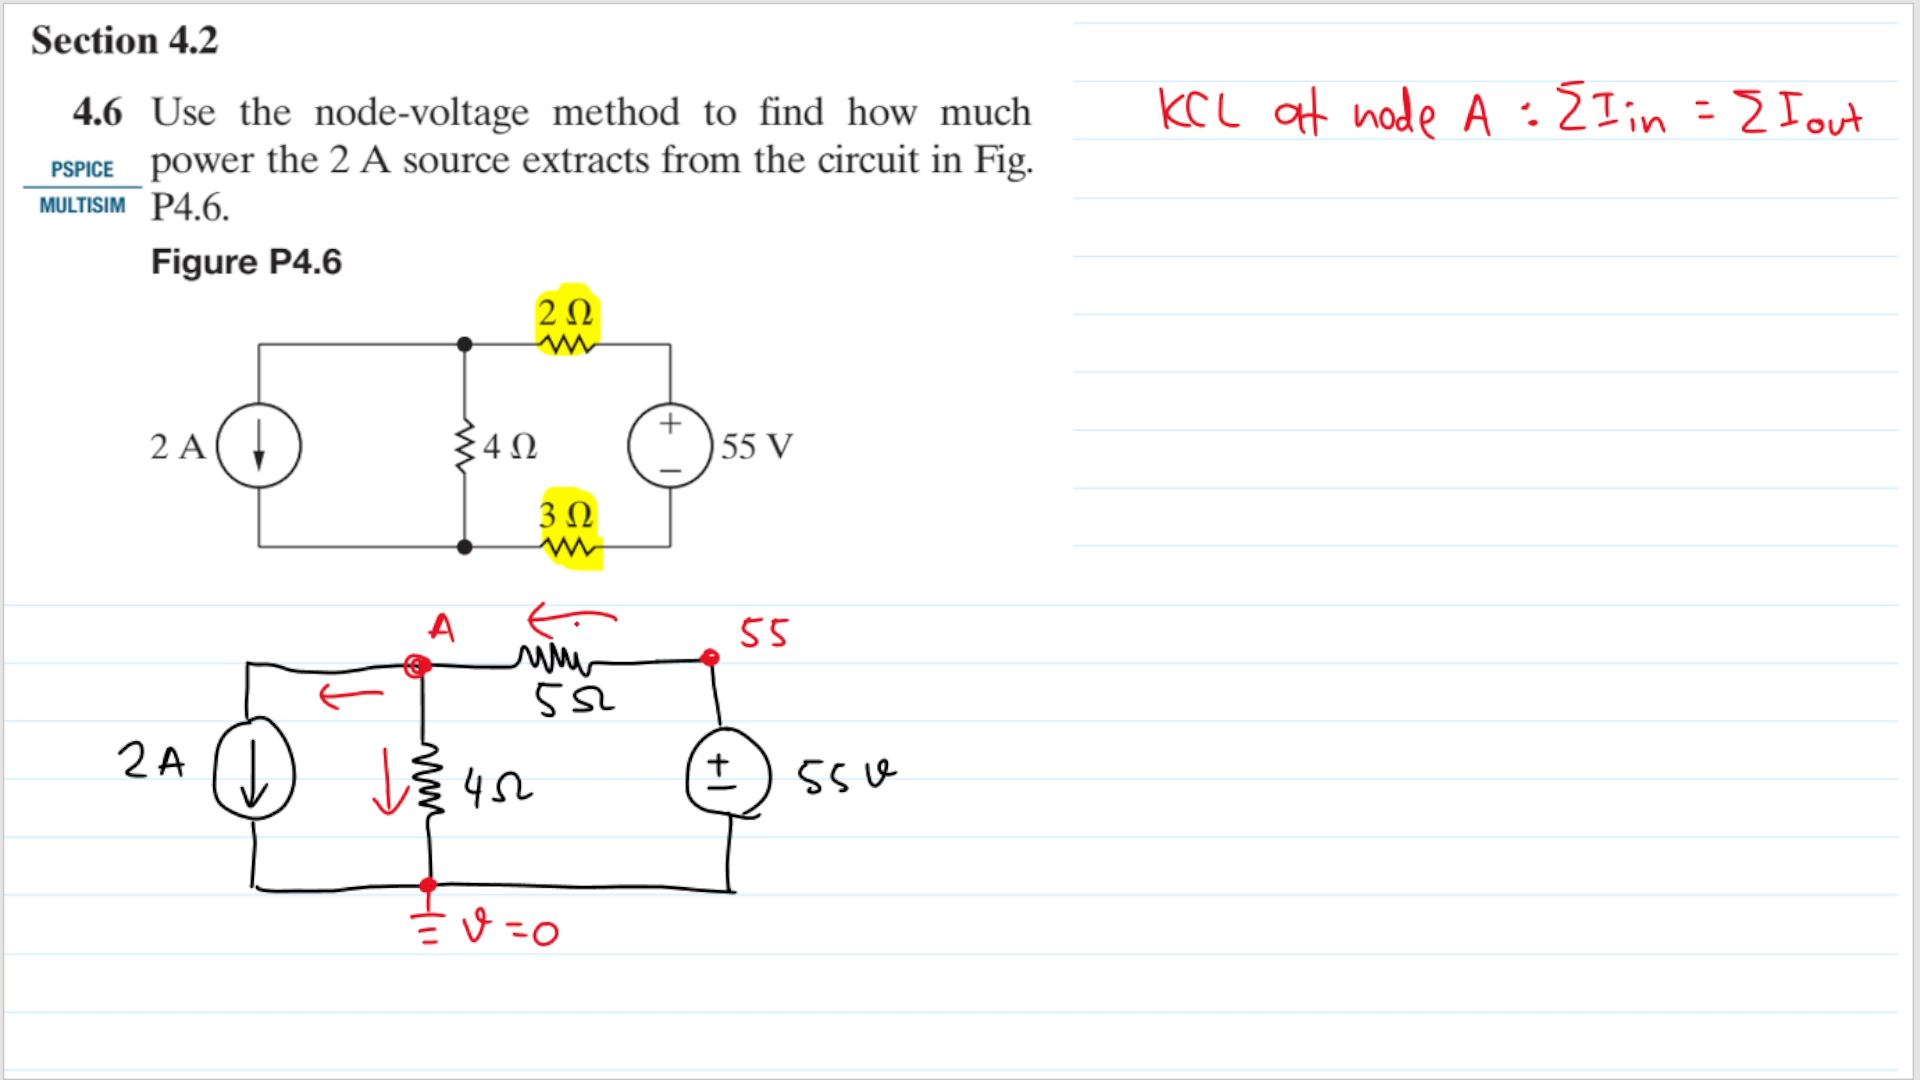 Section 4.2
4.6 Use the node-voltage method to find how much
PSPICE power the 2 A source extracts from the circuit in Fig.
MULTISIM P4.6.
Figure P4.6
2 Ω
2 A
4 Ω
+
−
55 V
3 Ω
KCL at node A : ΣIin = ΣIout
A
55
5Ω
2A
4Ω
+
−
55 v
v = 0